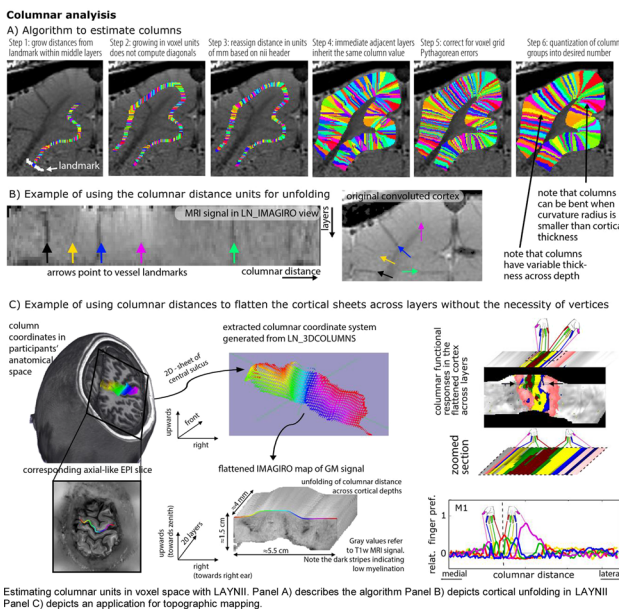 Columnar analyisis
A) Algorithm to estimate columns
Step 1: grow distances from
landmark within middle layers
Step 2: growing in voxel units
does not compute diagonals
Step 3: reassign distance in units
of mm based on nii header
Step 4: immediate adjacent layers
inherit the same column value
Step 5: correct for voxel grid
Pythagorean errors
Step 6: quantization of colum
groups into desired number
landmark
note that columns
can be bent when
curvature radius is
smaller than cortica
thickness
note that columns
have variable thick-
ness across depth
B) Example of using the columnar distance units for unfolding
MRI signal in LN_IMAGIRO view
layers
original convoluted cortex
arrows point to vessel landmarks
columnar distance
C) Example of using columnar distances to flatten the cortical sheets across layers without the necessity of vertices
column
coordinates in
participants'
anatomical
space
2D - sheet of
central sulcus
extracted columnar coordinate system
generated from LN_3DCOLUMNS
upwards
front
right
corresponding axial-like EPI slice
flattened IMAGIRO map of GM signal
unfolding of columnar distance
across cortical depths
≈4 mm
≈1.5 cm
≈5.5 cm
Gray values refer
to T1w MRI signal.
Note the dark stripes indicating
low myelination
upwards
(towards zenith)
20 layers
right
(towards right ear)
columnar functional
responses in the
flattened cortex
across layers
zoomed
section
relat. finger pref.
1
0
M1
medial
columnar distance
latera
Estimating columnar units in voxel space with LAYNII. Panel A) describes the algorithm Panel B) depicts cortical unfolding in LAYNII
Panel C) depicts an application for topographic mapping.